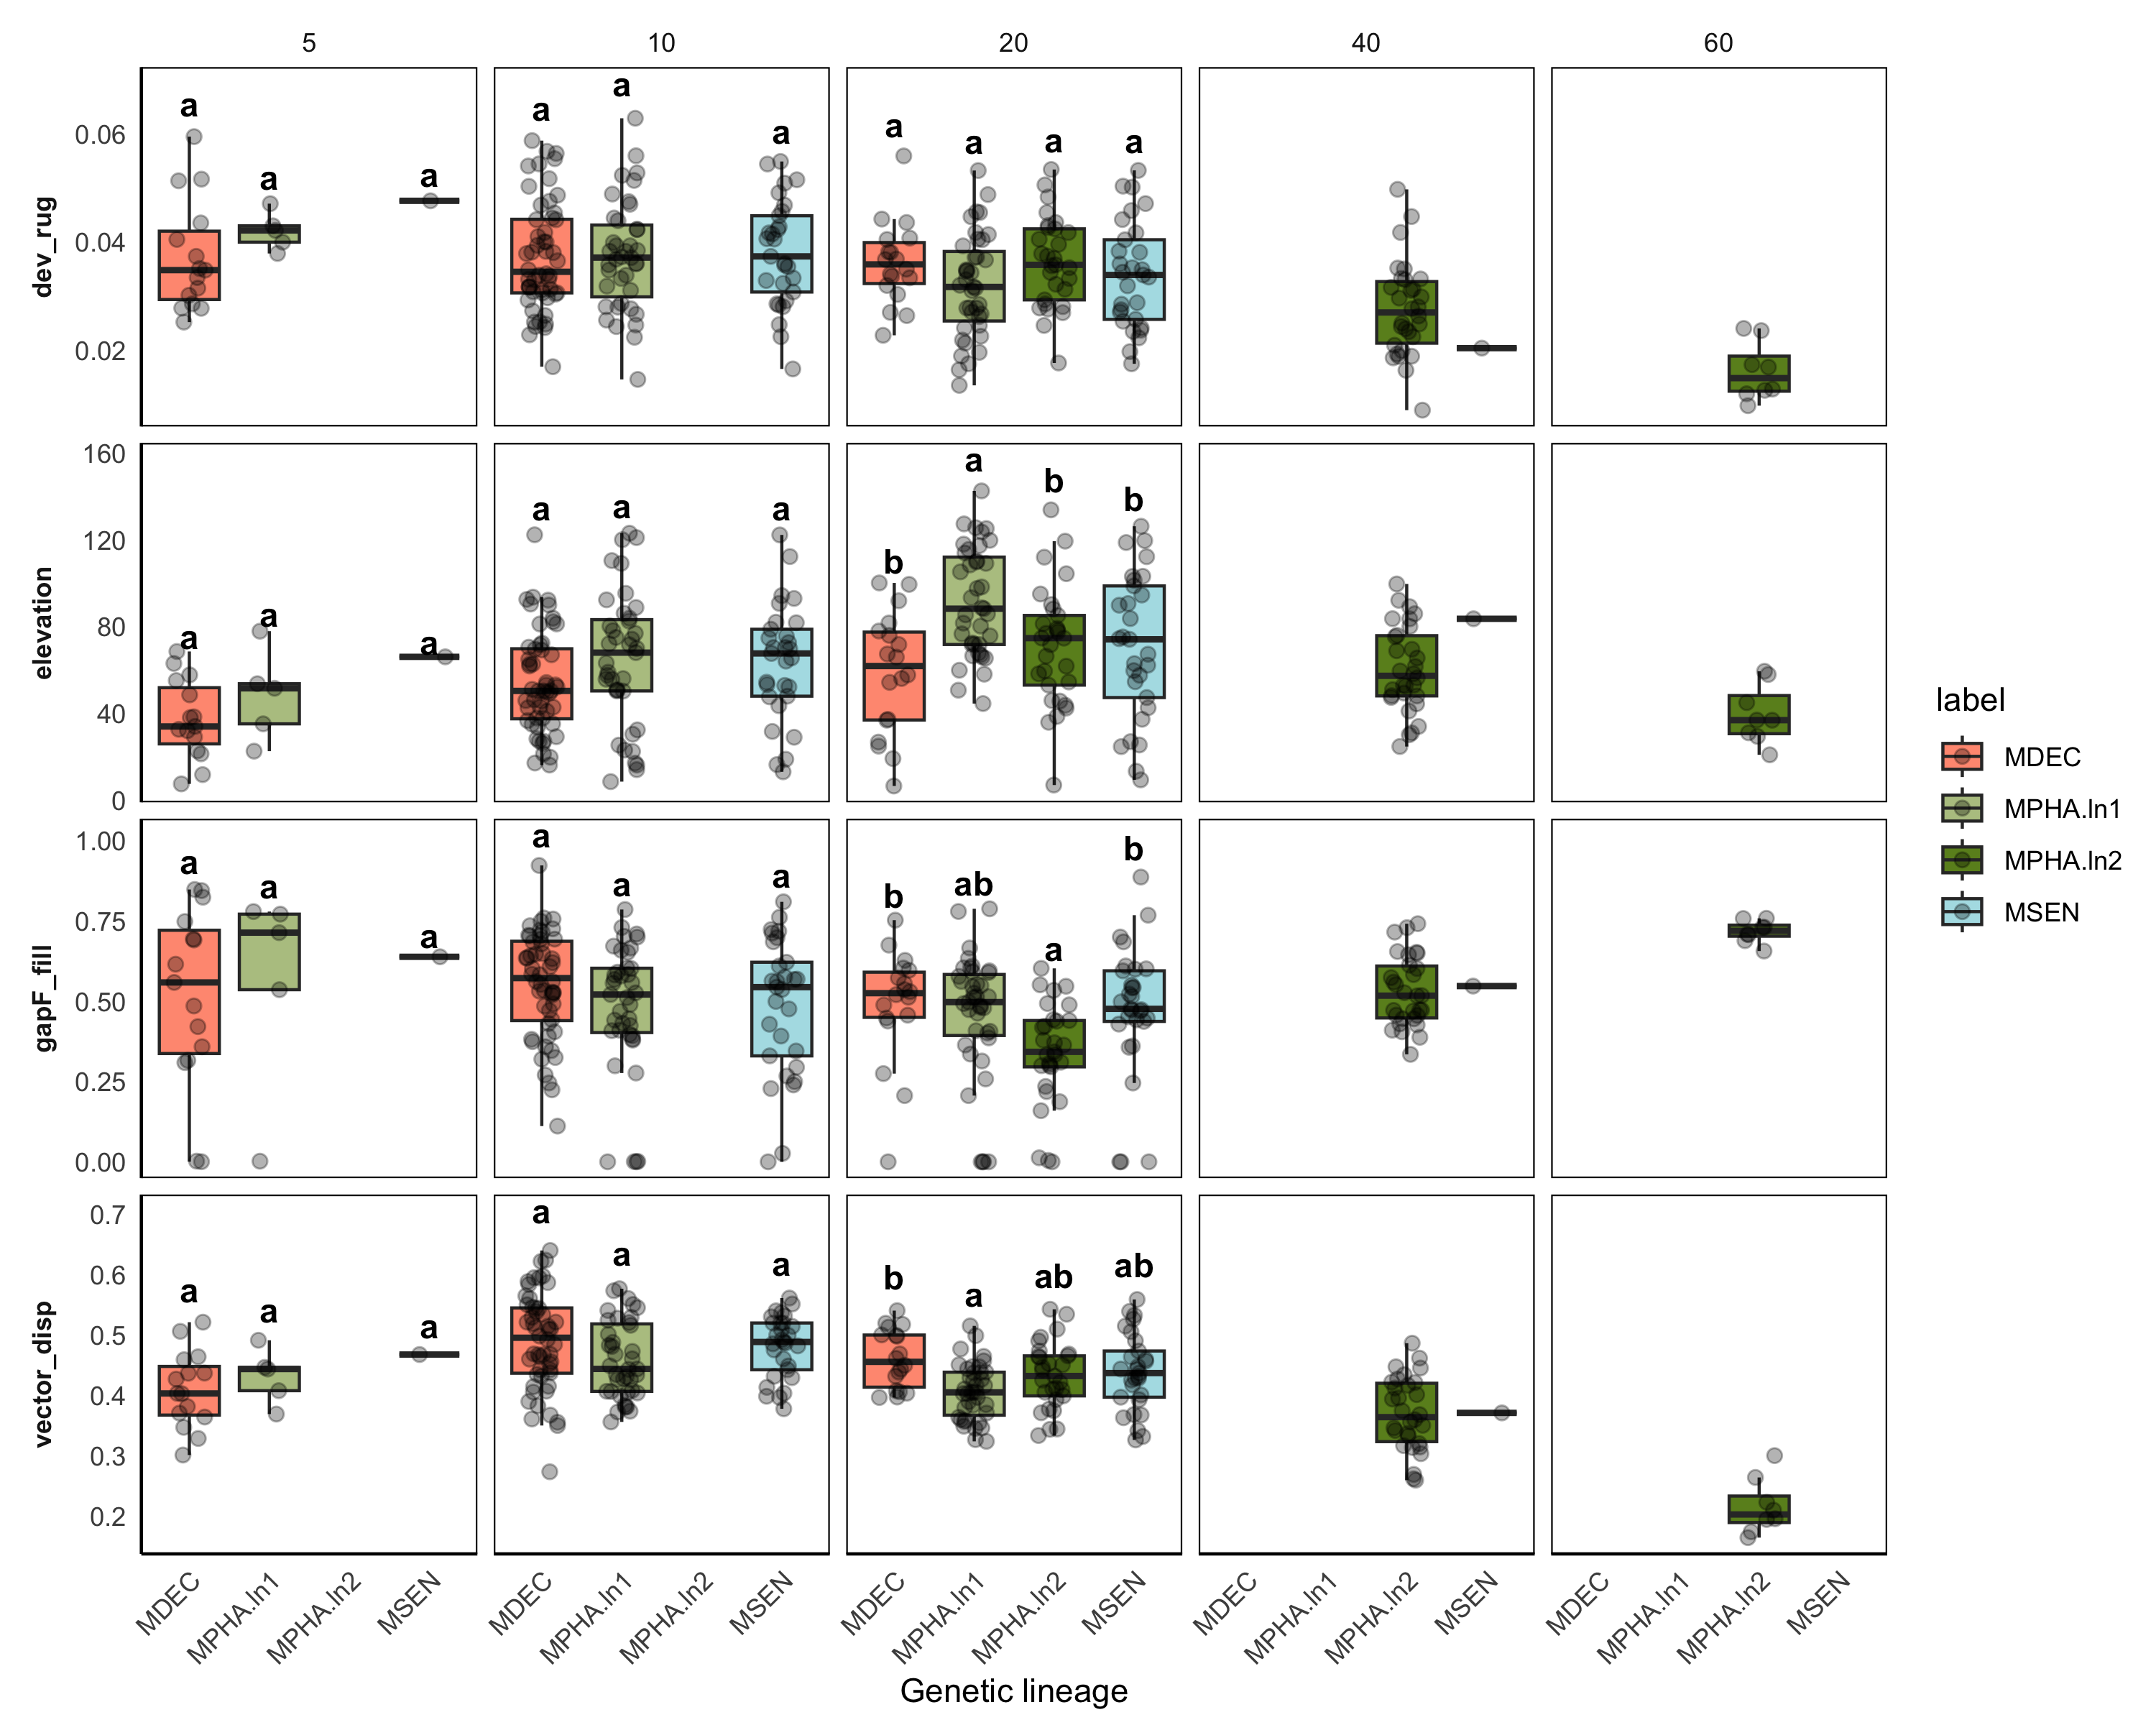 5 10 20 40 60
dev_rug
0.06
0.04
0.02
a a a
a a a
a a a a
elevation
160
120
80
40
0
a a a
a a a
b a b b
gapF_fill
1.00
0.75
0.50
0.25
0.00
a a a
a a a
b ab a b
vector_disp
0.7
0.6
0.5
0.4
0.3
0.2
a a a
a a a
b a ab ab
MDEC MPHA.ln1 MPHA.ln2 MSEN
MDEC MPHA.ln1 MPHA.ln2 MSEN
MDEC MPHA.ln1 MPHA.ln2 MSEN
MDEC MPHA.ln1 MPHA.ln2 MSEN
MDEC MPHA.ln1 MPHA.ln2 MSEN
Genetic lineage
label
MDEC
MPHA.ln1
MPHA.ln2
MSEN